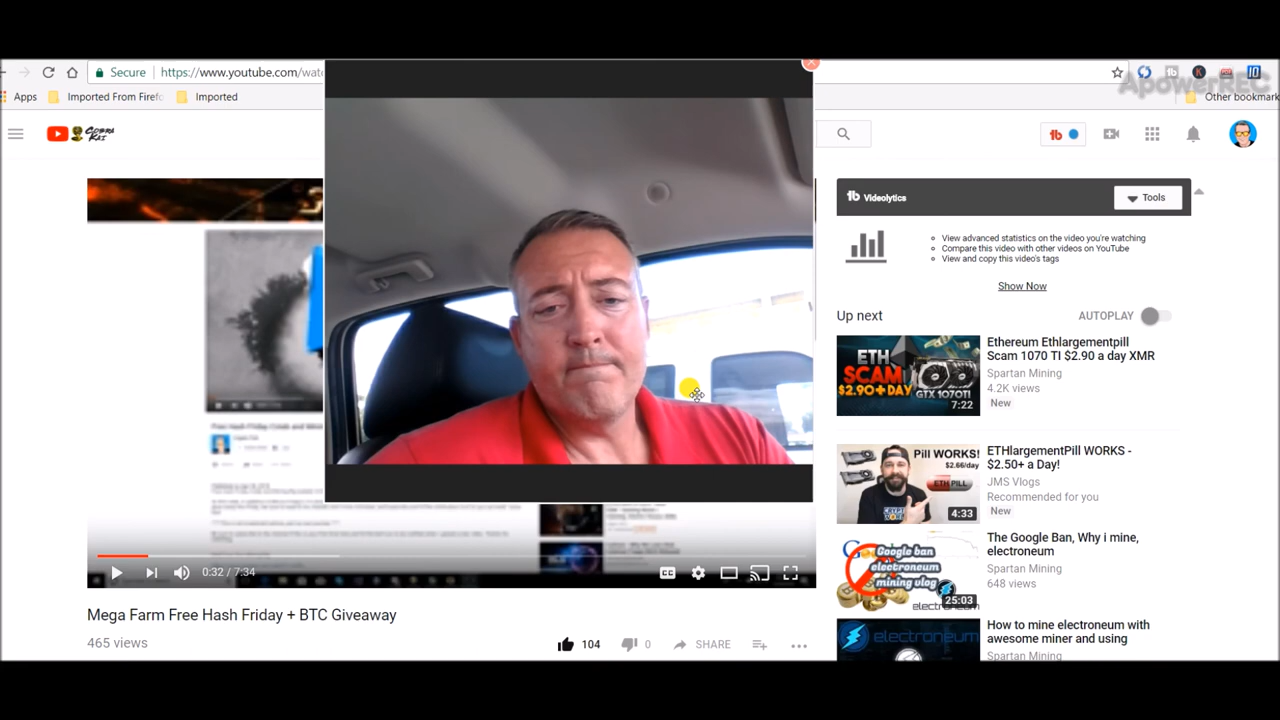 ApowerREC
Secure https://www.youtube.com/wat
Apps Imported From Firefo Imported Other bookmark
COBRA KAI
tb
tb Videolytics Tools
View advanced statistics on the video you're watching
Compare this video with other videos on YouTube
View and copy this video's tags
Show Now
Up next AUTOPLAY
ETH SCAM $2.90+DAY GTX 1070TI 7:22
Ethereum Ethlargementpill
Scam 1070 TI $2.90 a day XMR
Spartan Mining
4.2K views
New
Pill WORKS!
$2.66/day
ETH PILL
4:33
ETHlargementPill WORKS -
$2.50+ a Day!
JMS Vlogs
Recommended for you
New
Google ban
electroneum
mining vlog
25:03
electroneum
The Google Ban, Why i mine,
electroneum
Spartan Mining
648 views
electroneum
How to mine electroneum with
awesome miner and using
Spartan Mining
0:32 / 7:34
CC
Mega Farm Free Hash Friday + BTC Giveaway
465 views
104 0 SHARE